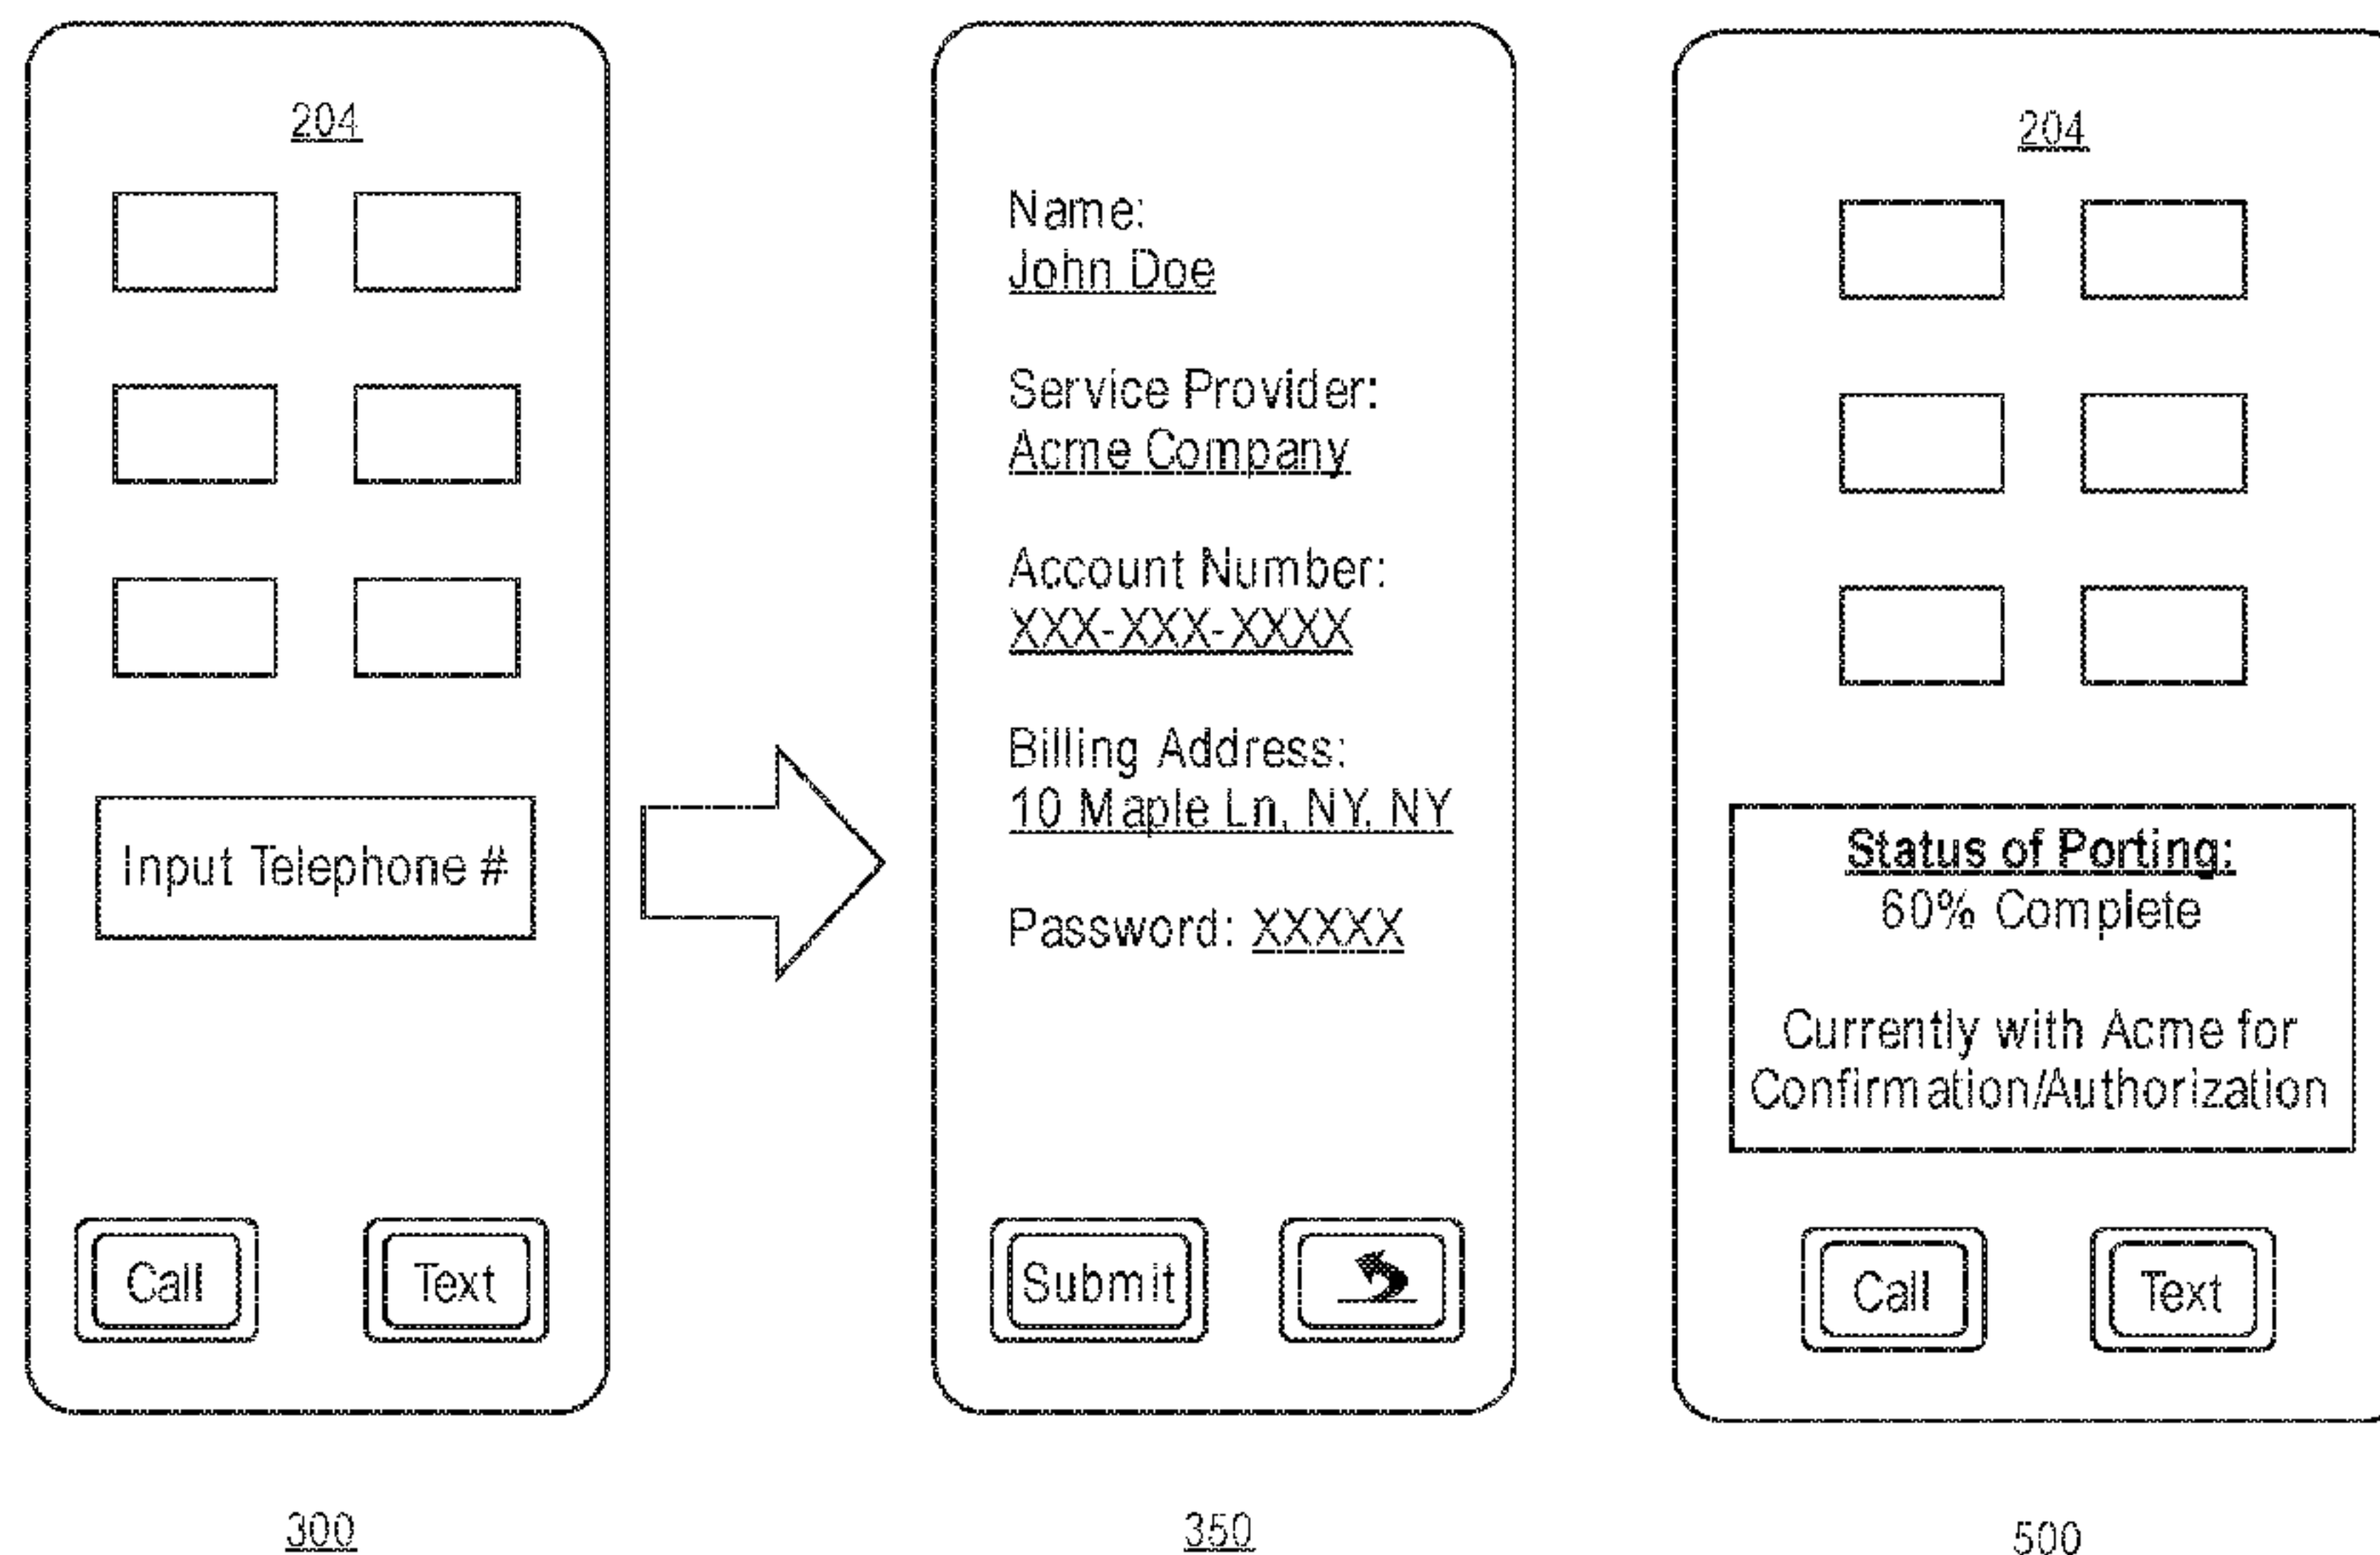 204
Input Telephone #
Call
Text
300
Name:
John Doe
Service Provider:
Acme Company
Account Number:
XXX-XXX-XXXX
Billing Address:
10 Maple Ln, NY, NY
Password: XXXXX
Submit
350
204
Status of Porting:
60% Complete
Currently with Acme for
Confirmation/Authorization
Call
Text
500